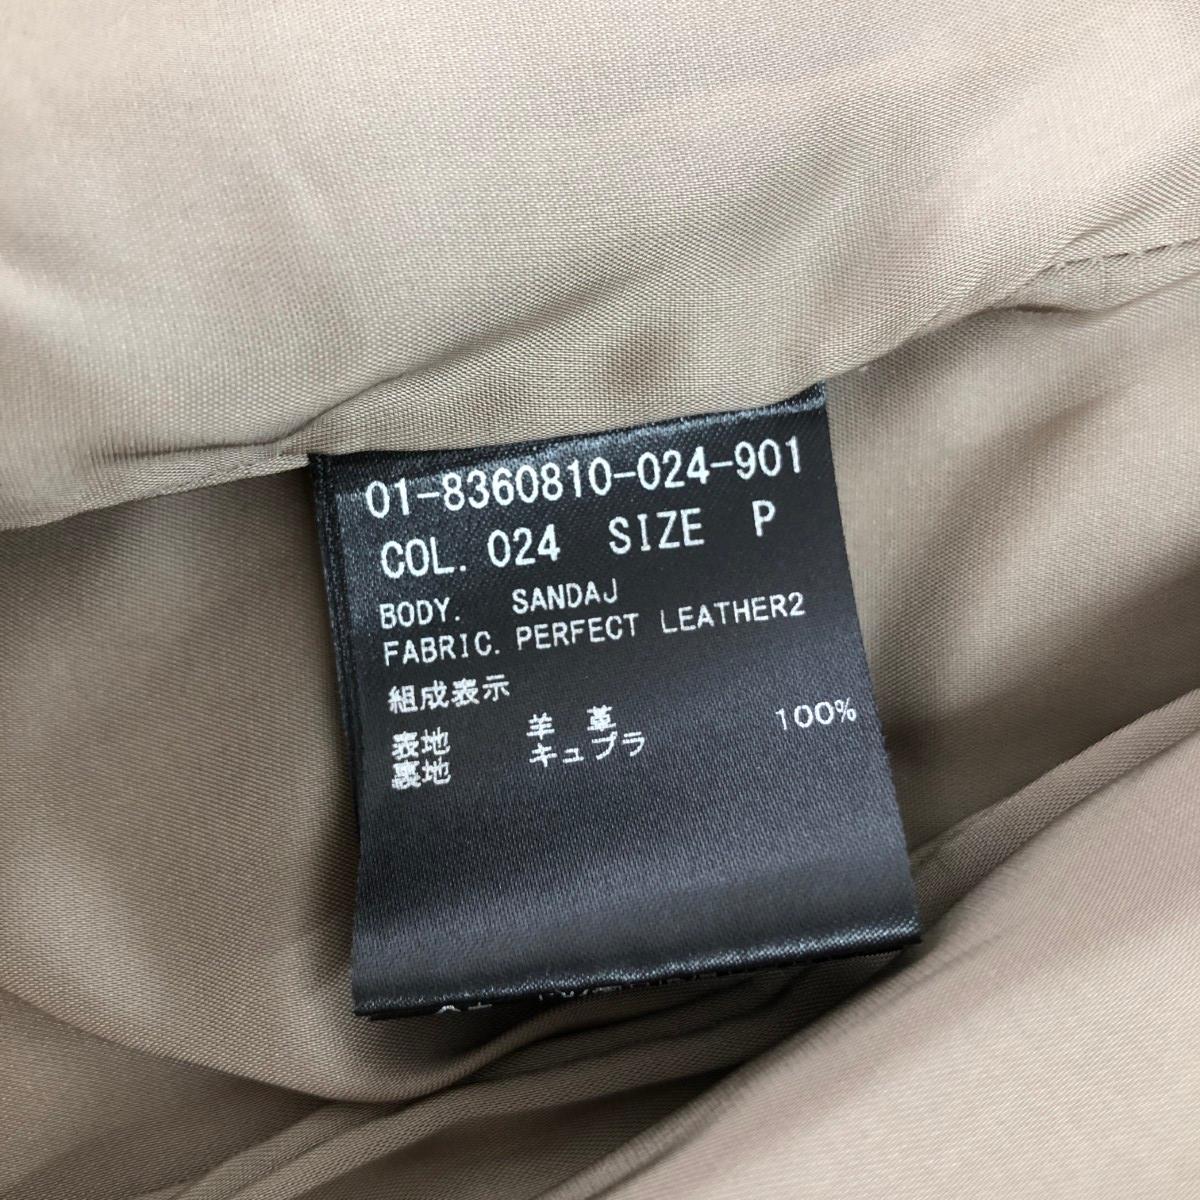 01-8360810-024-901
COL. 024 SIZE P
BODY. SANDAJ
FABRIC. PERFECT LEATHER2
組成表示
表地 羊革
裏地 キュプラ 100%